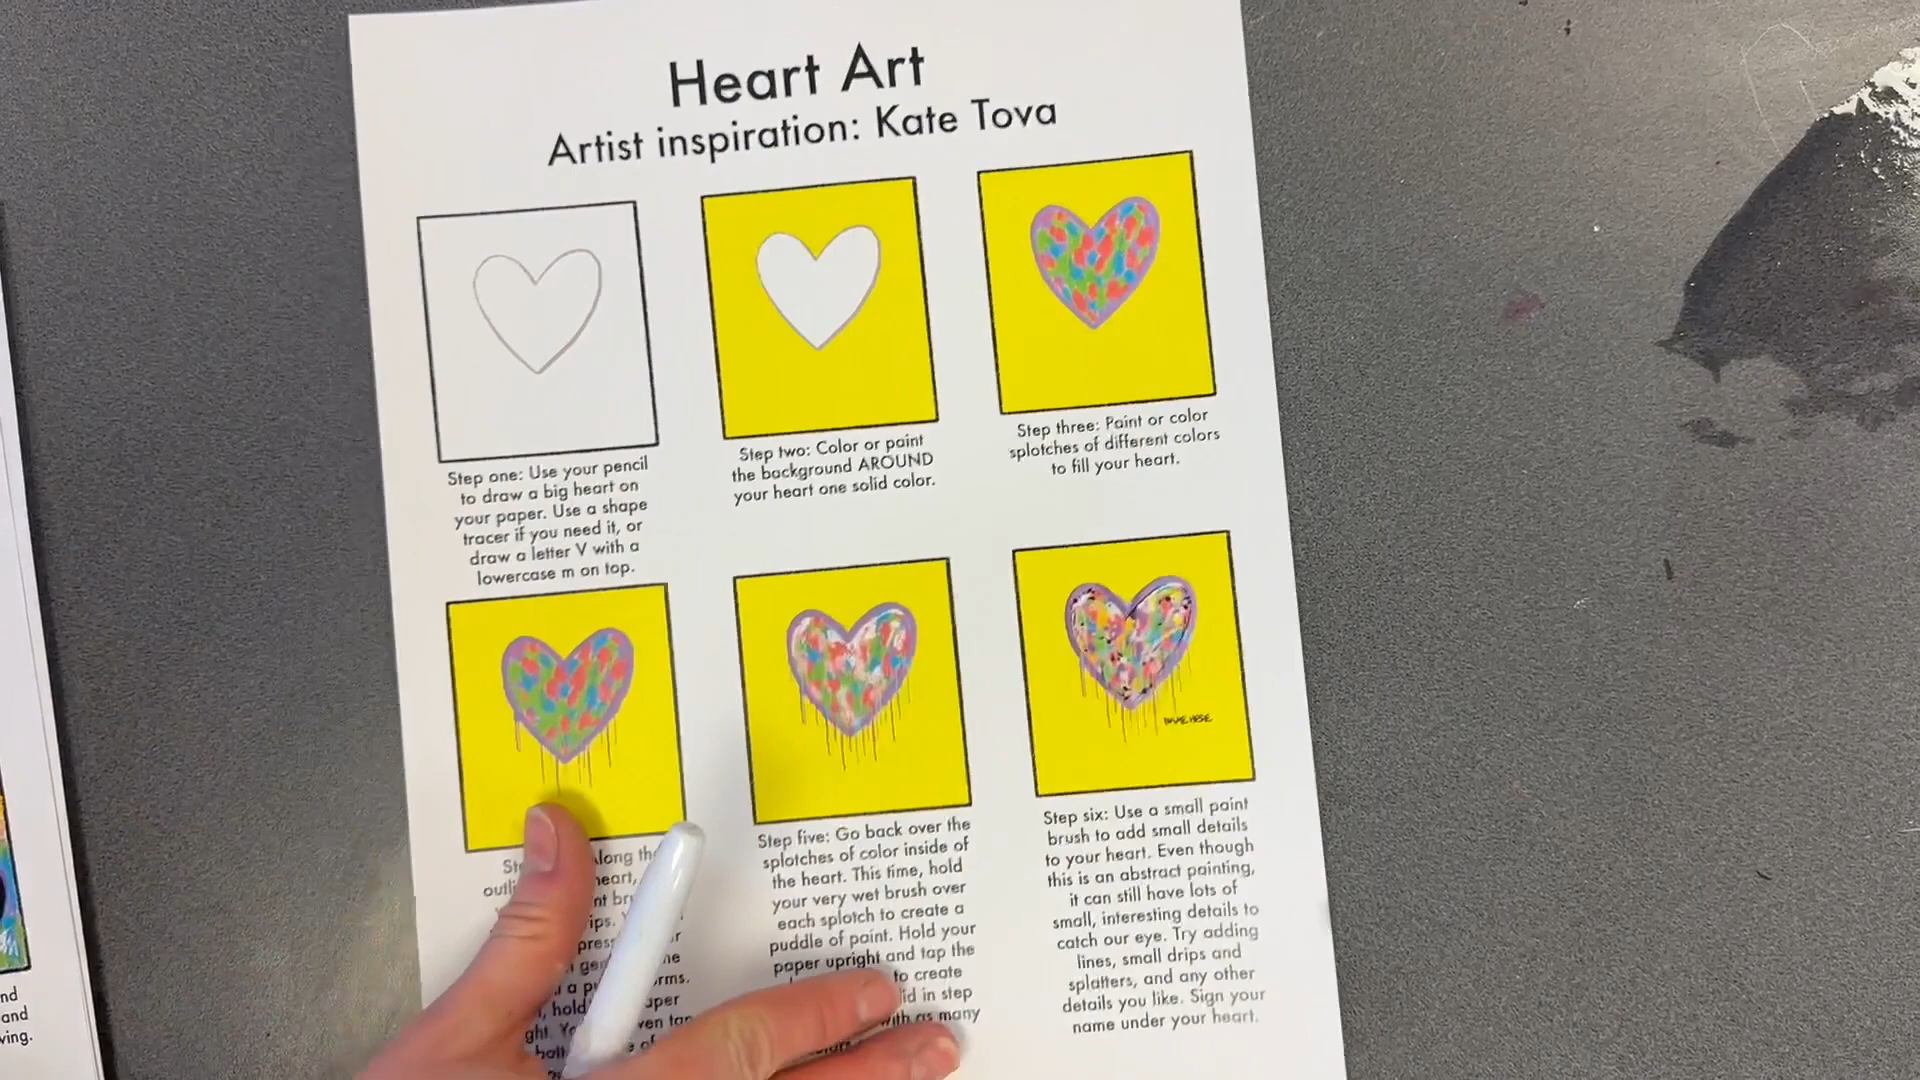 Heart Art
Artist inspiration: Kate Tova
Step one: Use your pencil
to draw a big heart on
your paper. Use a shape
tracer if you need it, or
draw a letter V with a
lowercase m on top.
Step two: Color or paint
the background AROUND
your heart one solid color.
Step three: Paint or color
splotches of different colors
to fill your heart.
Along
Step five: Go back over the
splotches of color inside of
the heart. This time, hold
your very wet brush over
each splotch to create a
puddle of paint. Hold your
paper upright and tap the
to create
in step
with as many
Step six: Use a small paint
brush to add small details
to your heart. Even though
this is an abstract painting,
it can still have lots of
small, interesting details to
catch our eye. Try adding
lines, small drips and
splatters, and any other
details you like. Sign your
name under your heart.
and